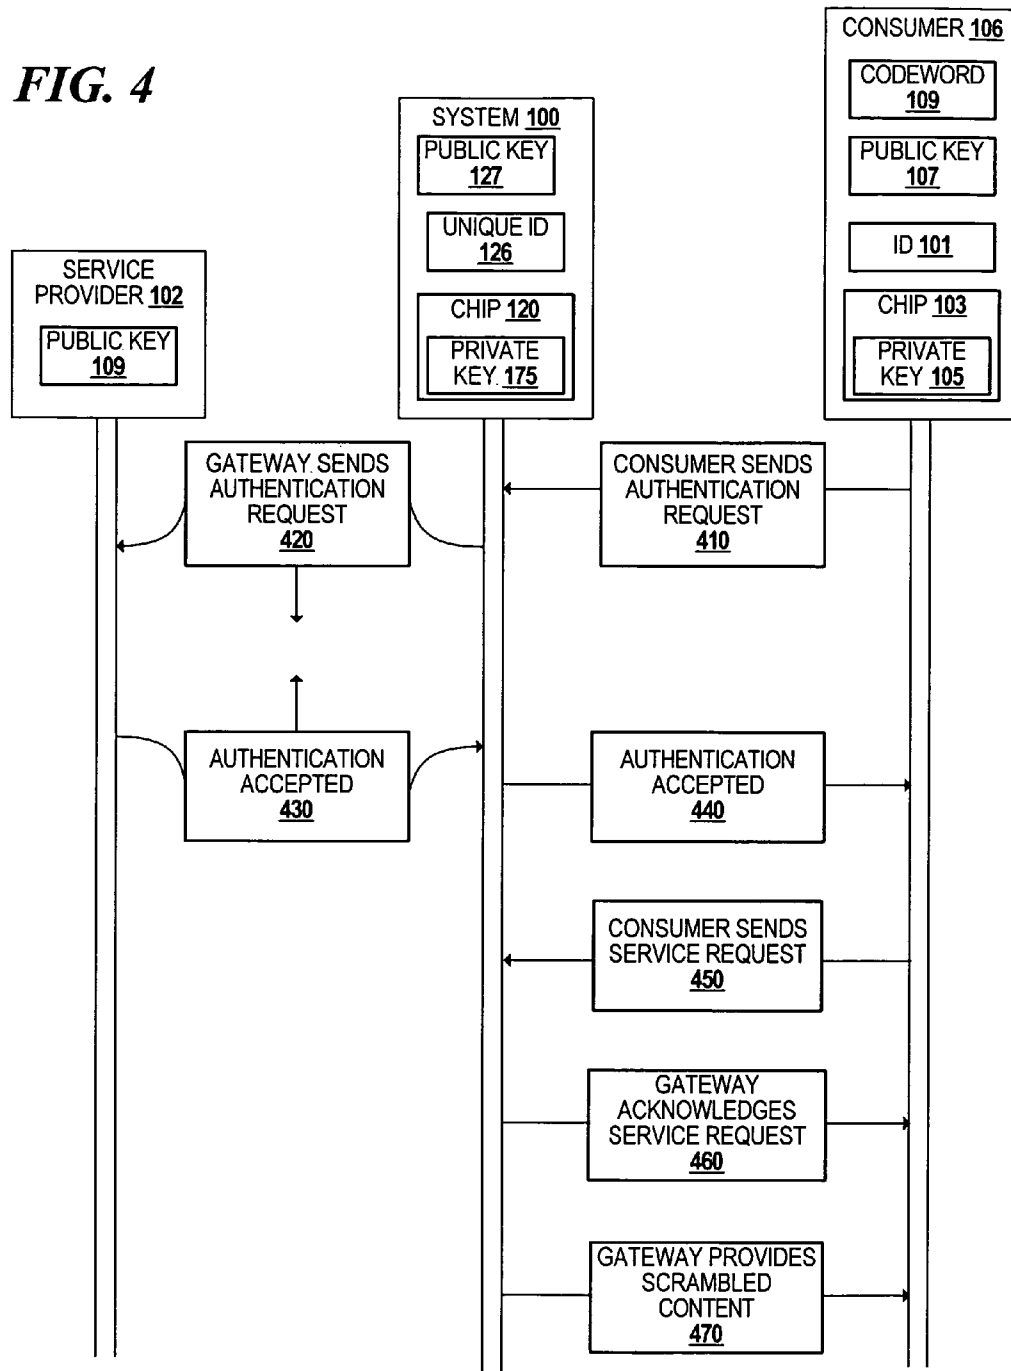 FIG. 4
CONSUMER 106
CODEWORD
109
PUBLIC KEY
107
ID 101
CHIP 103
PRIVATE
KEY 105
SYSTEM 100
PUBLIC KEY
127
UNIQUE ID
126
CHIP 120
PRIVATE
KEY 175
SERVICE
PROVIDER 102
PUBLIC KEY
109
GATEWAY SENDS
AUTHENTICATION
REQUEST
420
CONSUMER SENDS
AUTHENTICATION
REQUEST
410
AUTHENTICATION
ACCEPTED
430
AUTHENTICATION
ACCEPTED
440
CONSUMER SENDS
SERVICE REQUEST
450
GATEWAY
ACKNOWLEDGES
SERVICE REQUEST
460
GATEWAY PROVIDES
SCRAMBLED
CONTENT
470